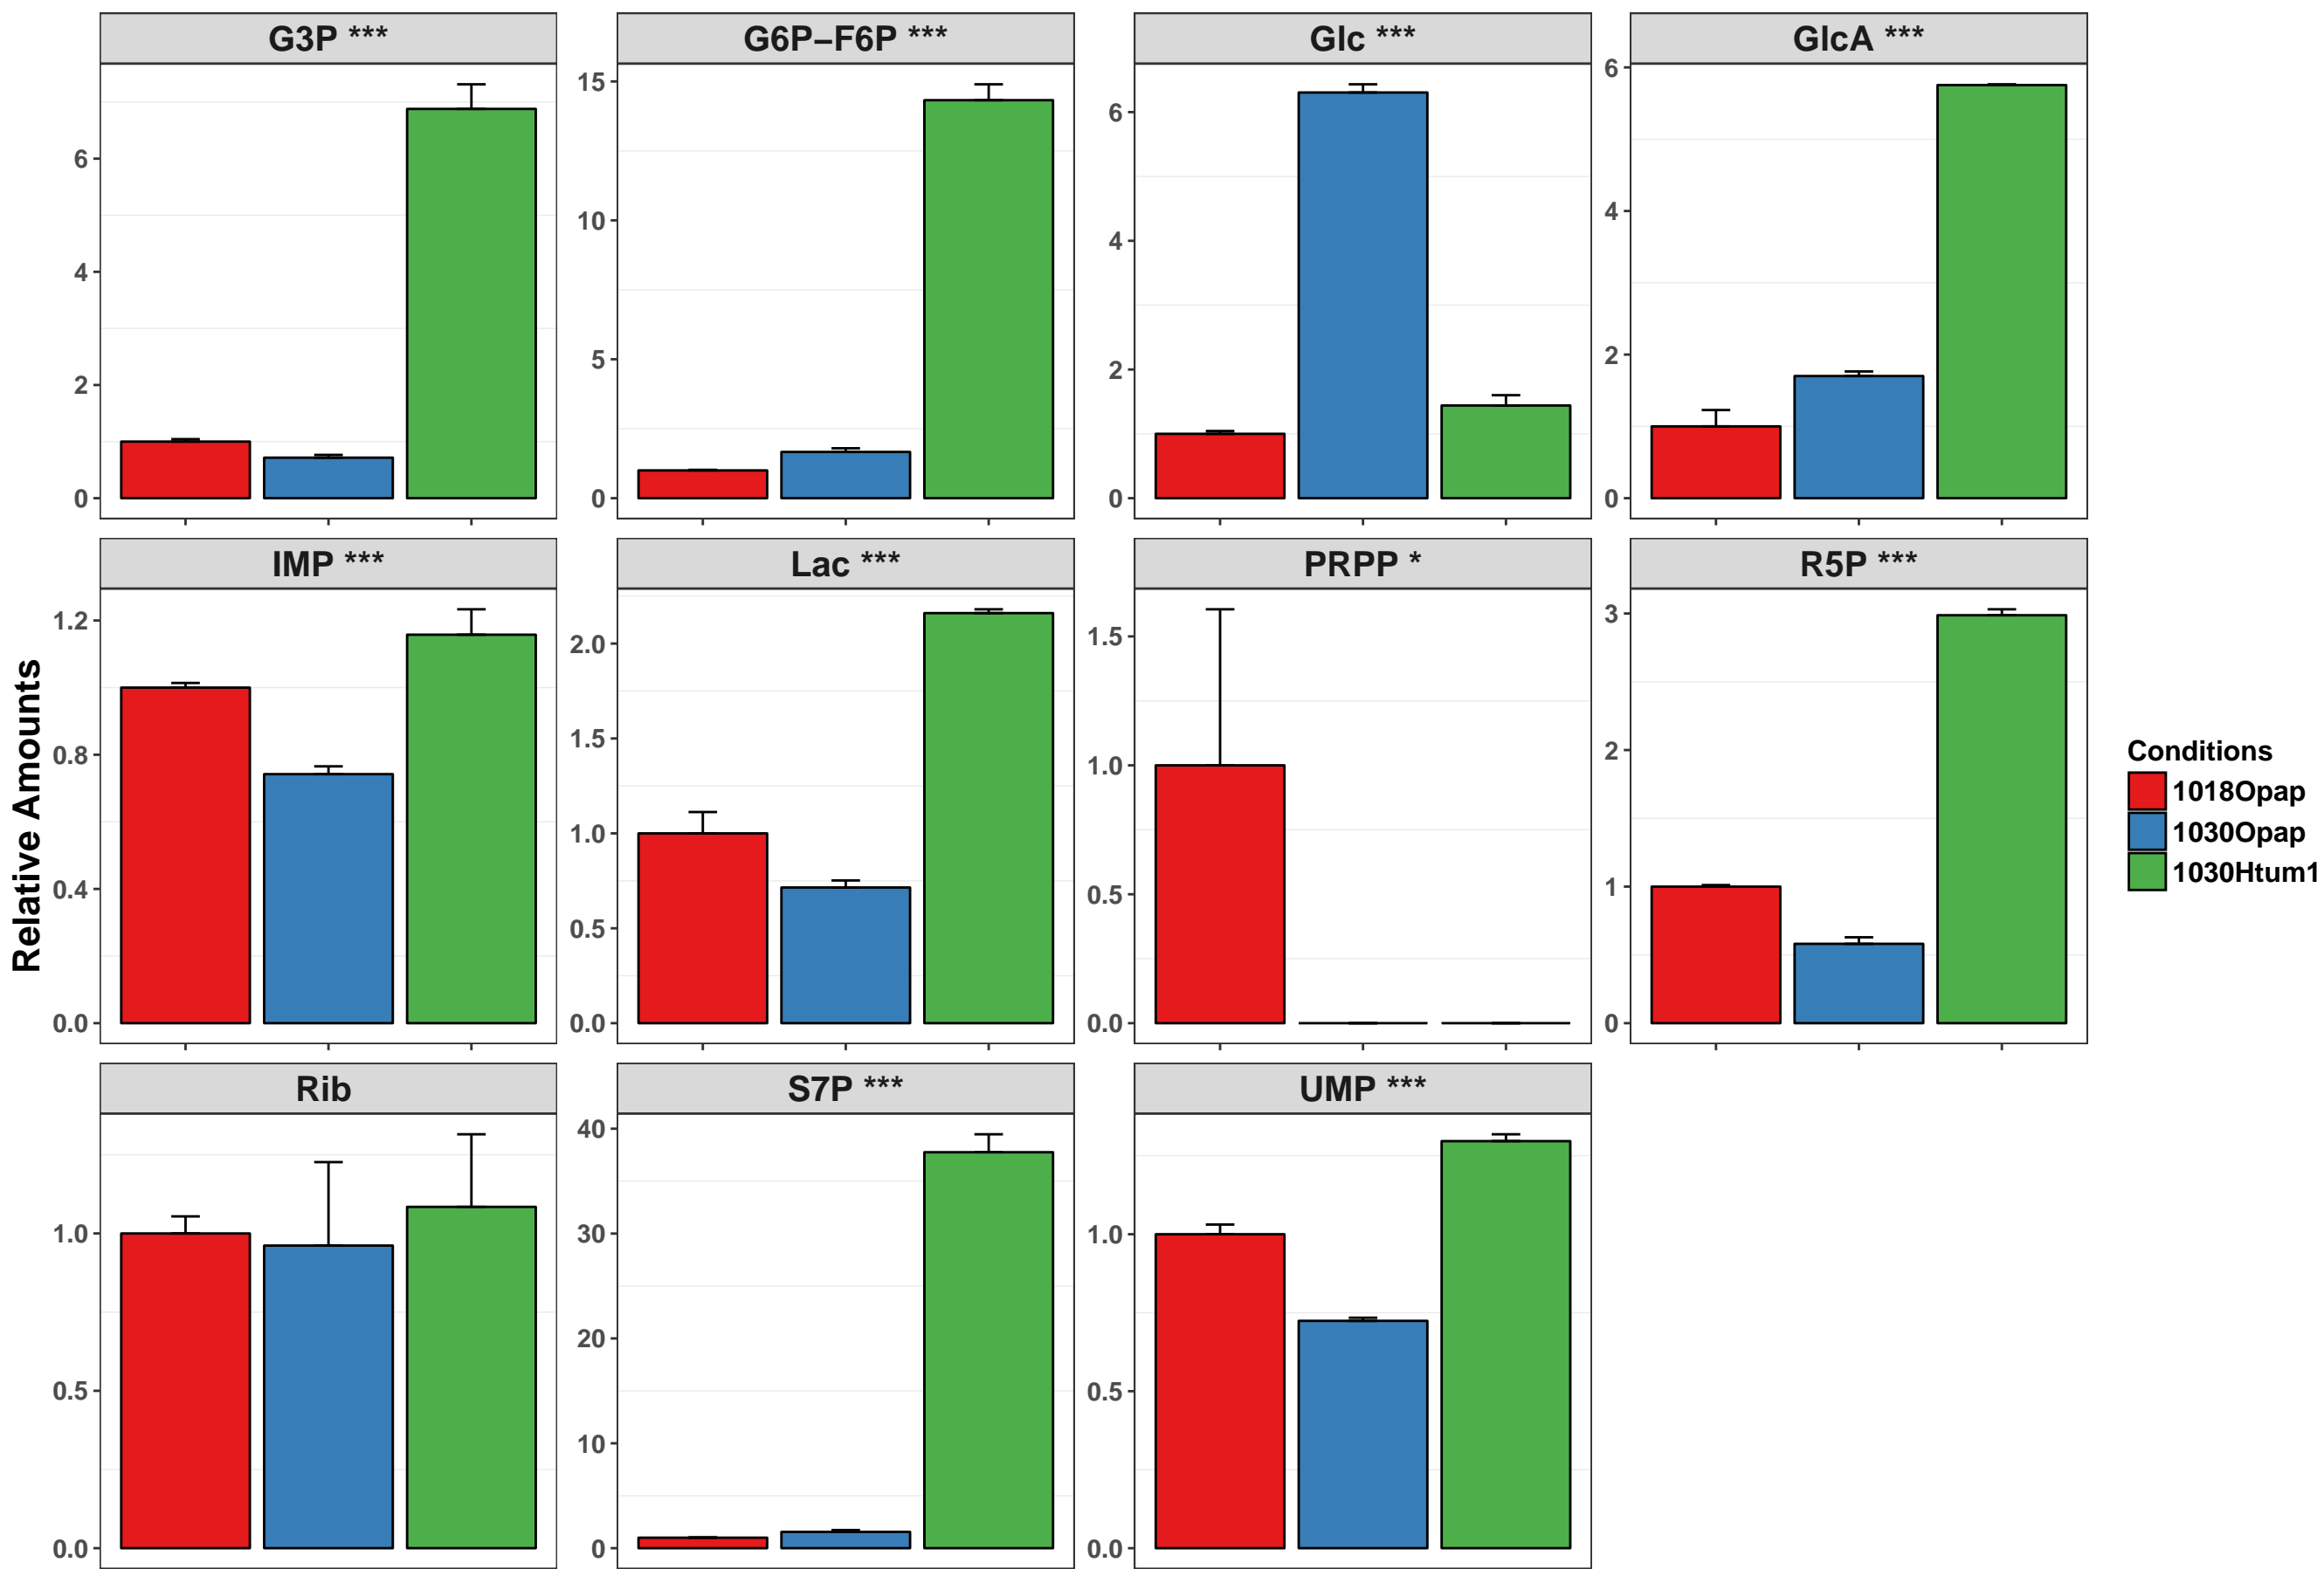 G3P ***
G6P–F6P ***
Glc ***
GlcA ***
6
4
2
0
15
10
5
0
6
4
2
0
6
4
2
0
IMP ***
Lac ***
PRPP *
R5P ***
1.2
0.8
0.4
0.0
2.0
1.5
1.0
0.5
0.0
1.5
1.0
0.5
0.0
3
2
1
0
Rib
S7P ***
UMP ***
1.0
0.5
0.0
40
30
20
10
0
1.0
0.5
0.0
Relative Amounts
Conditions
1018Opap
1030Opap
1030Htum1